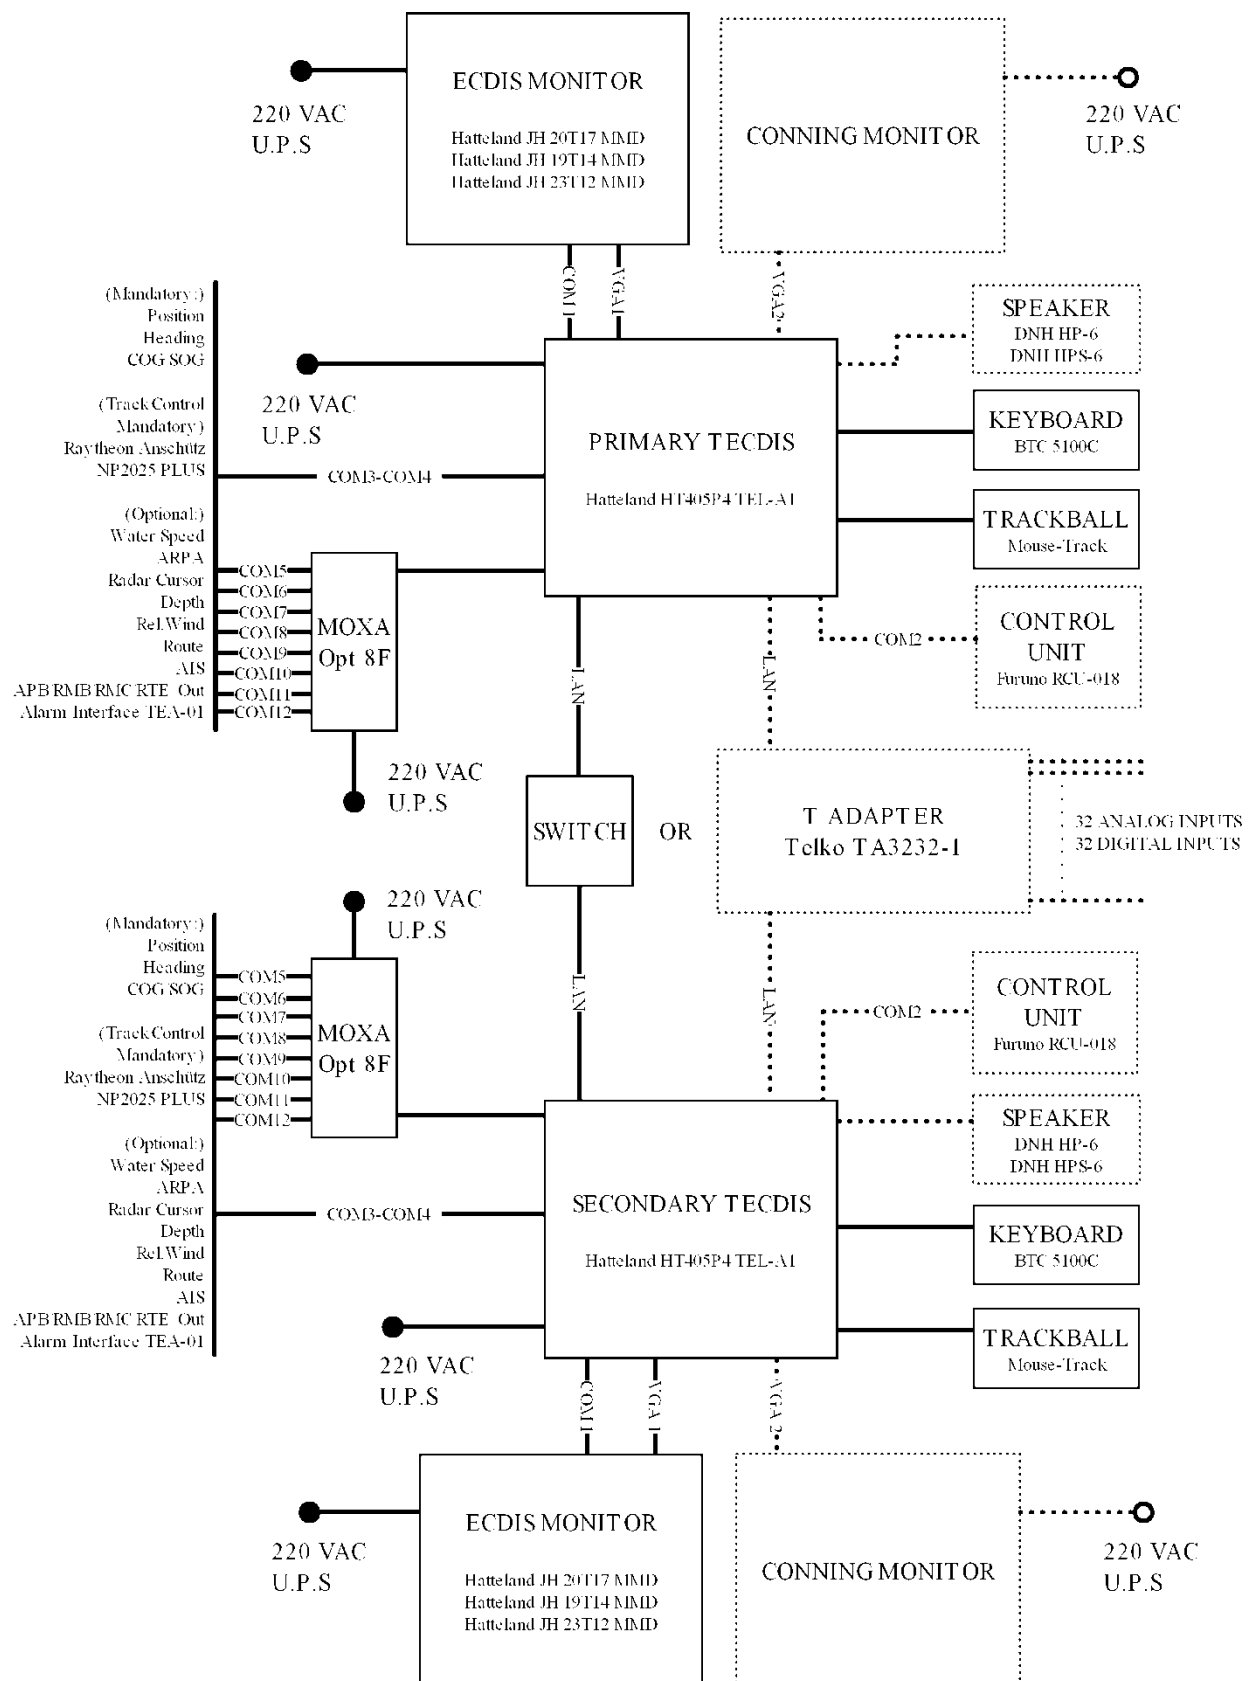 ECDIS MONITOR
Hatteland JH 20T17 MMD
Hatteland JH 19T14 MMD
Hatteland JH 23T12 MMD
220 VAC
U.P.S
CONNING MONITOR
220 VAC
U.P.S
COM1
VGA1
VGA2
(Mandatory:)
Position
Heading
COG SOG
(Track Control
Mandatory)
Raytheon Anschütz
NP2025 PLUS
(Optional:)
Water Speed
ARPA
Radar Cursor
Depth
Rel.Wind
Route
AIS
APB/RMB/RMC/RTE Out
Alarm Interface TEA-01
220 VAC
U.P.S
COM3-COM4
COM5
COM6
COM7
COM8
COM9
COM10
COM11
COM12
MOXA
Opt 8F
220 VAC
U.P.S
PRIMARY TECDIS
Hatteland HT405P4 TEL-A1
SPEAKER
DNH HP-6
DNH HPS-6
KEYBOARD
BTC 5100C
TRACKBALL
Mouse-Track
COM2
CONTROL
UNIT
Furuno RCU-018
LAN
LAN
SWITCH
OR
T ADAPTER
Telko TA3232-1
32 ANALOG INPUTS
32 DIGITAL INPUTS
LAN
LAN
220 VAC
U.P.S
(Mandatory:)
Position
Heading
COG SOG
(Track Control
Mandatory)
Raytheon Anschütz
NP2025 PLUS
(Optional:)
Water Speed
ARPA
Radar Cursor
Depth
Rel.Wind
Route
AIS
APB/RMB/RMC/RTE Out
Alarm Interface TEA-01
COM5
COM6
COM7
COM8
COM9
COM10
COM11
COM12
MOXA
Opt 8F
COM3-COM4
COM2
CONTROL
UNIT
Furuno RCU-018
SPEAKER
DNH HP-6
DNH HPS-6
SECONDARY TECDIS
Hatteland HT405P4 TEL-A1
KEYBOARD
BTC 5100C
TRACKBALL
Mouse-Track
220 VAC
U.P.S
COM 1
VGA 1
VGA 2
ECDIS MONITOR
Hatteland JH 20T17 MMD
Hatteland JH 19T14 MMD
Hatteland JH 23T12 MMD
220 VAC
U.P.S
CONNING MONITOR
220 VAC
U.P.S